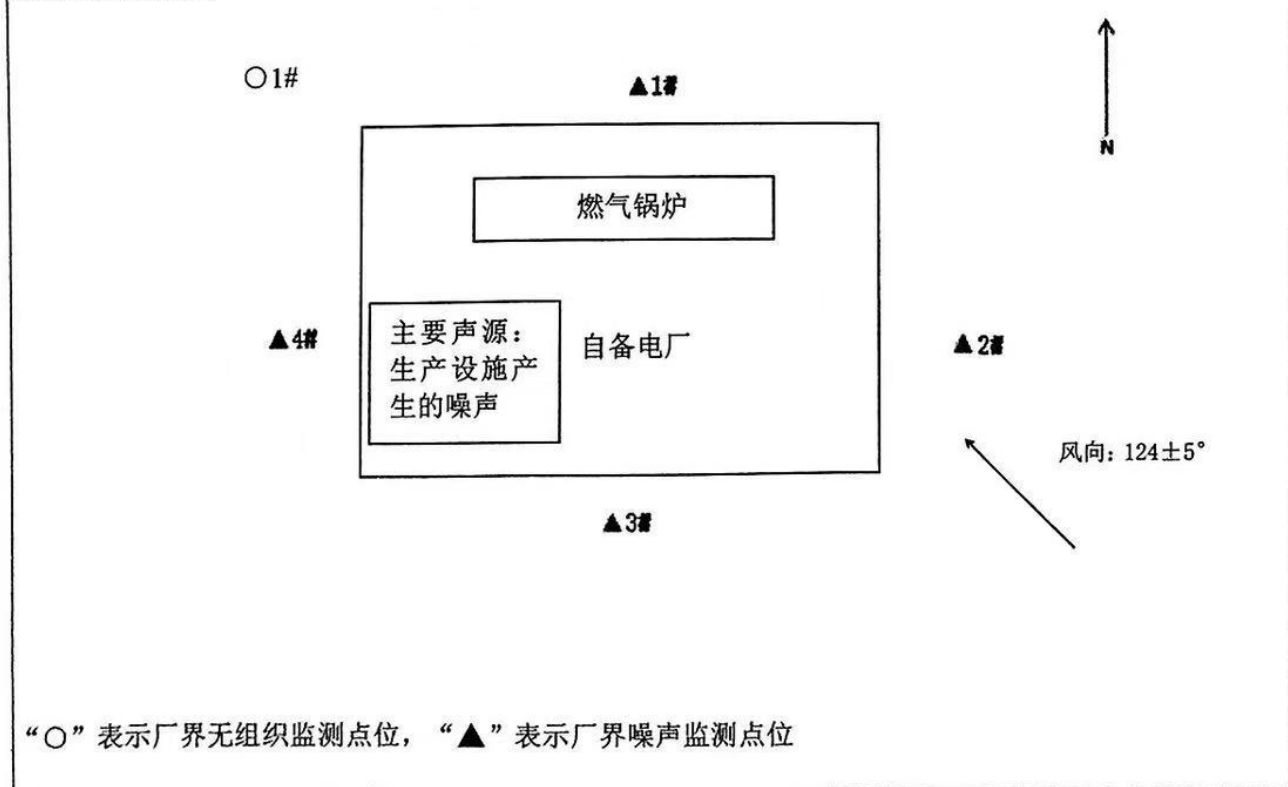 ○1#
▲1#
N
燃气锅炉
▲4#
主要声源：
生产设施产
生的噪声
自备电厂
▲2#
风向：124±5°
▲3#
“○”表示厂界无组织监测点位，“▲”表示厂界噪声监测点位